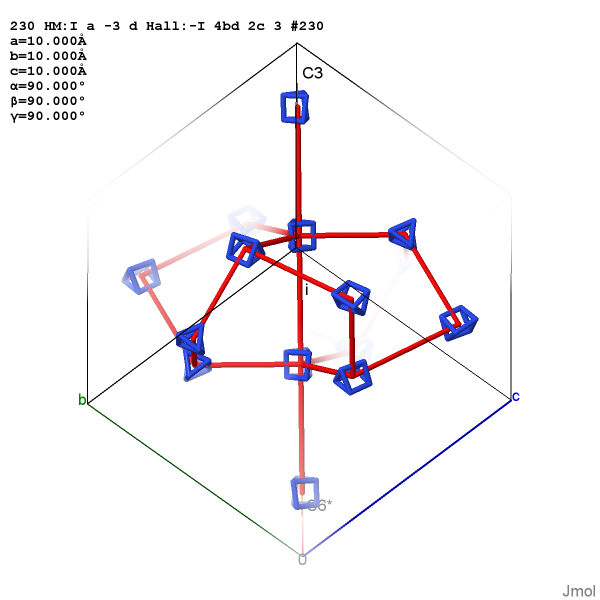 230 HM:I a -3 d Hall:-I 4bd 2c 3 #230
a=10.000Å
b=10.000Å
c=10.000Å
α=90.000°
β=90.000°
γ=90.000°
C3
i
b
c
S6*
0
Jmol